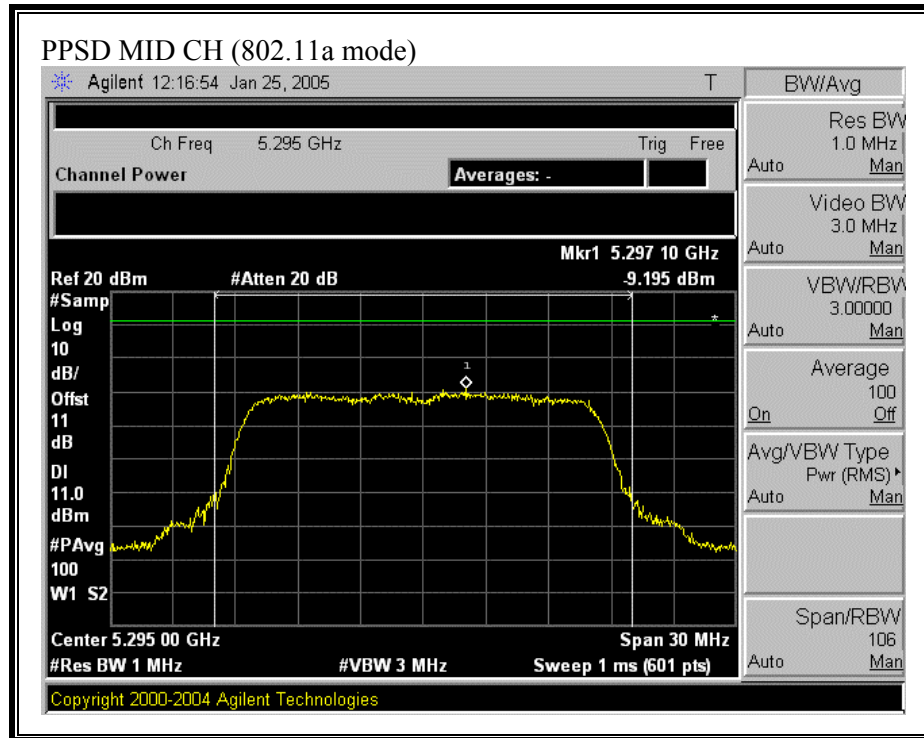 PPSD MID CH (802.11a mode)
Agilent 12:16:54 Jan 25, 2005 T
Ch Freq 5.295 GHz Trig Free
Channel Power Averages: -
Mkr1 5.297 10 GHz
Ref 20 dBm #Atten 20 dB -9.195 dBm
#Samp
Log
10
dB/
Offst
11
dB
DI
11.0
dBm
#PAvg
100
W1 S2
*
1
Center 5.295 00 GHz Span 30 MHz
#Res BW 1 MHz #VBW 3 MHz Sweep 1 ms (601 pts)
Copyright 2000-2004 Agilent Technologies
BW/Avg
Res BW
1.0 MHz
Auto Man
Video BW
3.0 MHz
Auto Man
VBW/RBW
3.00000
Auto Man
Average
100
On Off
Avg/VBW Type
Pwr (RMS)
Auto Man
Span/RBW
106
Auto Man